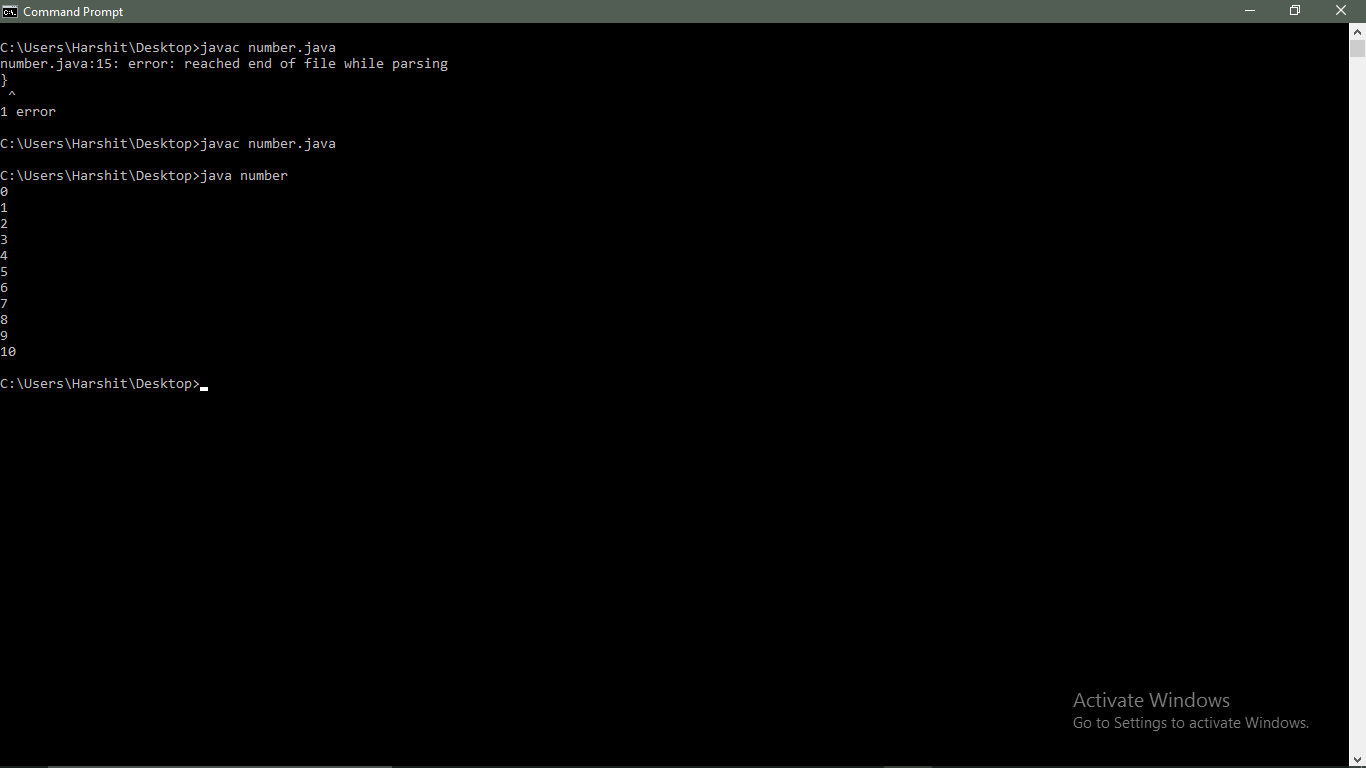 Command Prompt
C:\Users\Harshit\Desktop>javac number.java
number.java:15: error: reached end of file while parsing
}
^
1 error
C:\Users\Harshit\Desktop>javac number.java
C:\Users\Harshit\Desktop>java number
0
1
2
3
4
5
6
7
8
9
10
C:\Users\Harshit\Desktop>
Activate Windows
Go to Settings to activate Windows.